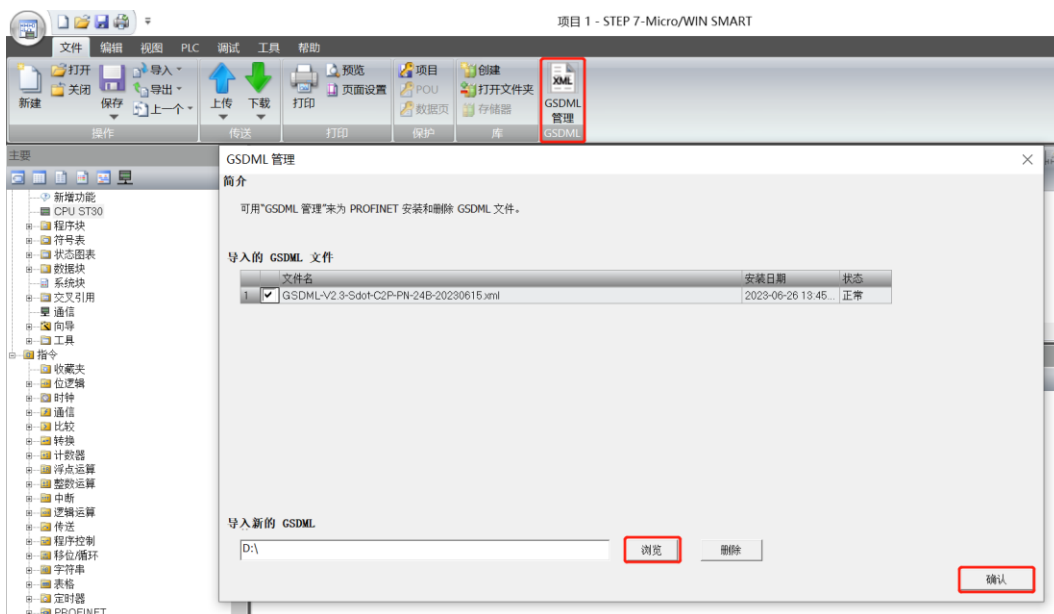 项目 1 - STEP 7-Micro/WIN SMART
文件 编辑 视图 PLC 调试 工具 帮助
新建 打开 关闭 保存 导入 导出 上一个
上传 下载
打印 预览 页面设置
项目 POU 数据页
创建 打开文件夹 存储器
XML GSDML 管理
操作 传送 打印 保护 库 GSDML
主要
新增功能
CPU ST30
程序块
符号表
状态图表
数据块
系统块
交叉引用
通信
向导
工具
指令
收藏夹
位逻辑
时钟
通信
比较
转换
计数器
浮点运算
整数运算
中断
逻辑运算
传送
程序控制
移位/循环
字符串
表格
定时器
PROFINET
GSDML 管理
简介
可用"GSDML 管理"来为 PROFINET 安装和删除 GSDML 文件。
导入的 GSDML 文件
文件名 安装日期 状态
1 GSDML-V2.3-Sdot-C2P-PN-24B-20230615.xml 2023-06-26 13:45... 正常
导入新的 GSDML
D:\ 浏览 删除
确认